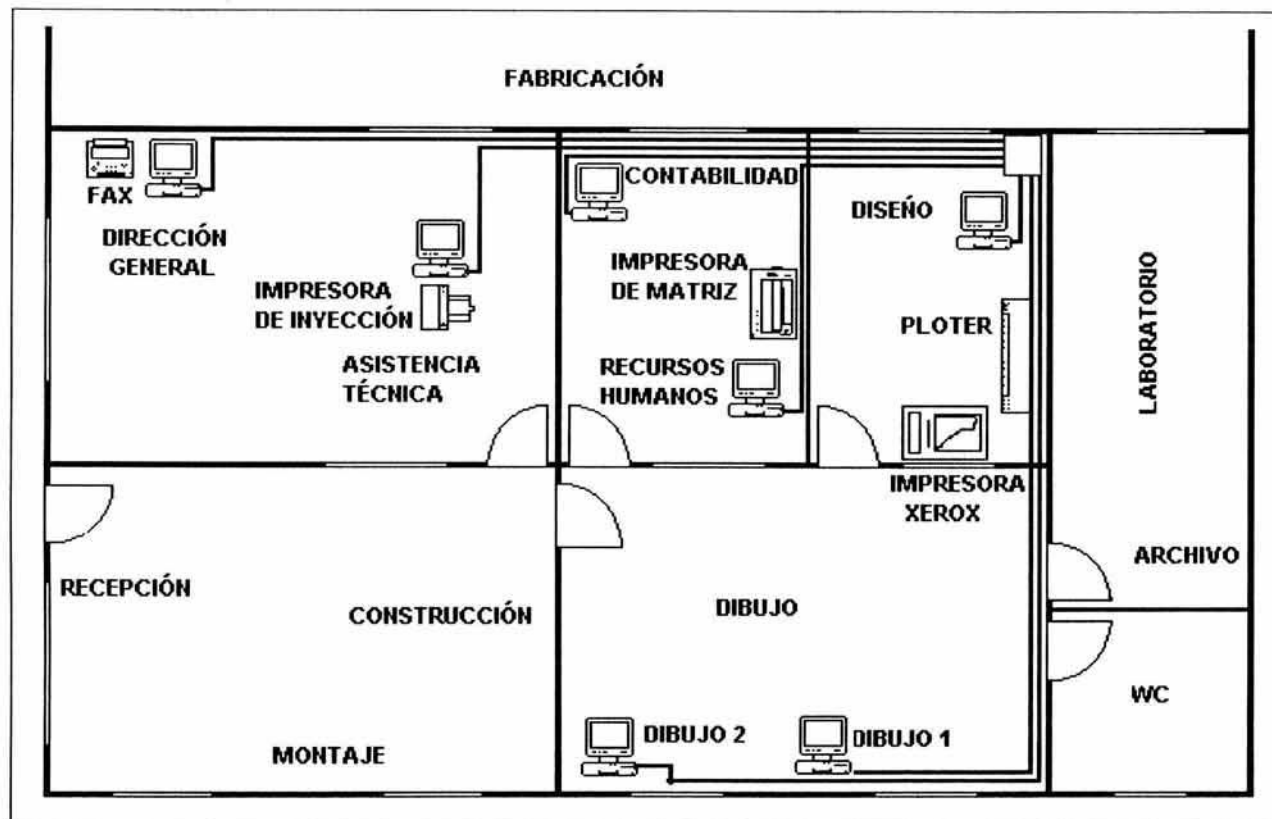 FABRICACIÓN
FAX
DIRECCIÓN
GENERAL
IMPRESORA
DE INYECCIÓN
ASISTENCIA
TÉCNICA
CONTABILIDAD
IMPRESORA
DE MATRIZ
RECURSOS
HUMANOS
DISEÑO
PLOTER
IMPRESORA
XEROX
LABORATORIO
ARCHIVO
RECEPCIÓN
CONSTRUCCIÓN
MONTAJE
DIBUJO
DIBUJO 2
DIBUJO 1
WC